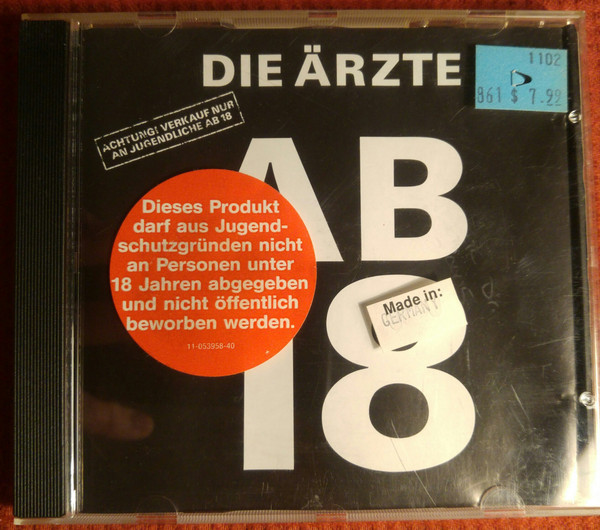 DIE ÄRZTE
1102
861 $ 7.99
ACHTUNG! VERKAUF NUR
AN JUGENDLICHE AB 18
AB
18
Dieses Produkt
darf aus Jugend-
schutzgründen nicht
an Personen unter
18 Jahren abgegeben
und nicht öffentlich
beworben werden.
11-053958-40
Made in:
GERMANY